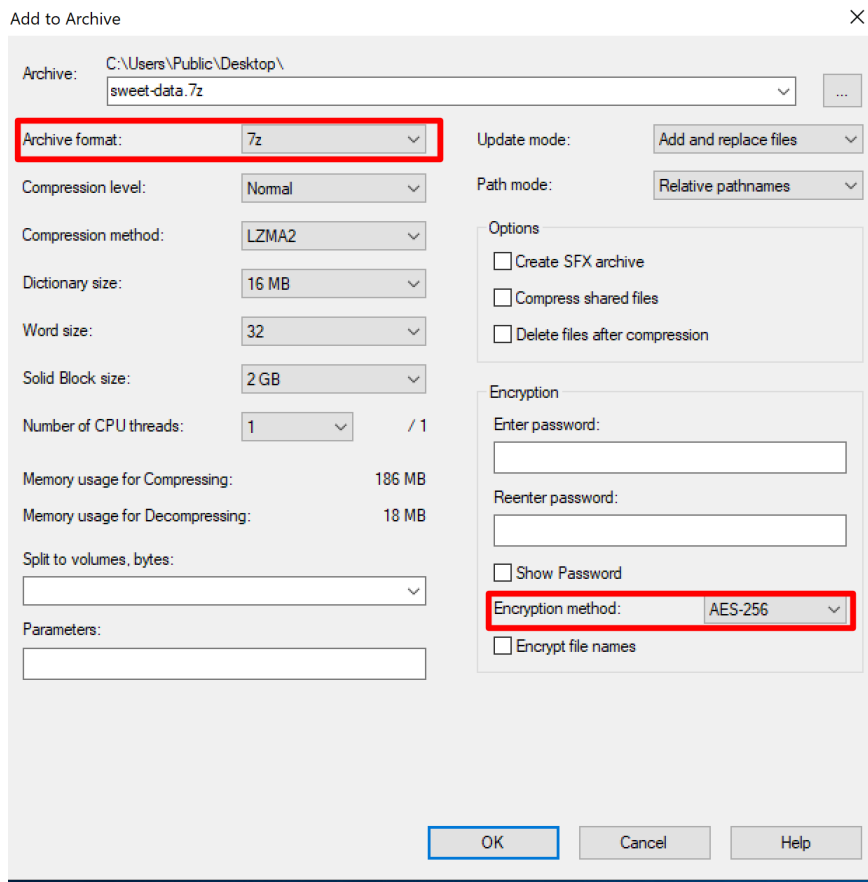 Add to Archive
Archive:
C:\Users\Public\Desktop\
sweet-data.7z
...
Archive format:
7z
Compression level:
Normal
Compression method:
LZMA2
Dictionary size:
16 MB
Word size:
32
Solid Block size:
2 GB
Number of CPU threads:
1
/ 1
Memory usage for Compressing:
186 MB
Memory usage for Decompressing:
18 MB
Split to volumes, bytes:
Parameters:
Update mode:
Add and replace files
Path mode:
Relative pathnames
Options
Create SFX archive
Compress shared files
Delete files after compression
Encryption
Enter password:
Reenter password:
Show Password
Encryption method:
AES-256
Encrypt file names
OK
Cancel
Help